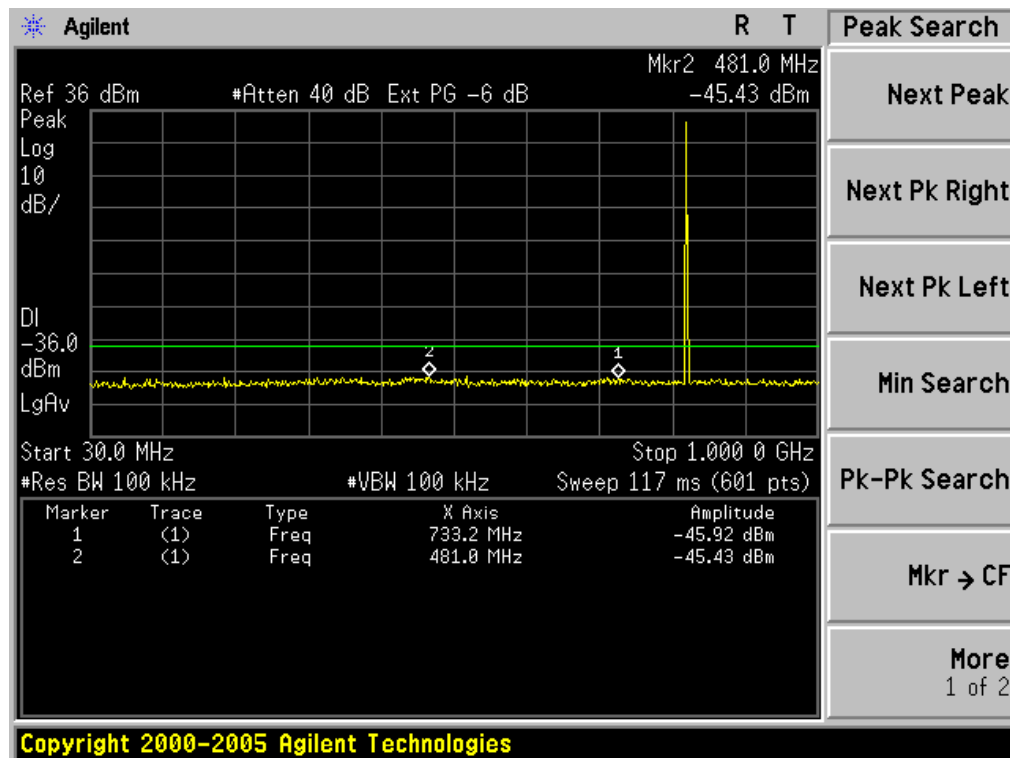 Agilent R T
Peak Search
Mkr2 481.0 MHz
Ref 36 dBm #Atten 40 dB Ext PG -6 dB -45.43 dBm
Peak
Log
10
dB/
DI
-36.0
dBm
LgAv
2
1
Start 30.0 MHz Stop 1.000 0 GHz
#Res BW 100 kHz #VBW 100 kHz Sweep 117 ms (601 pts)
Marker Trace Type X Axis Amplitude
1 (1) Freq 733.2 MHz -45.92 dBm
2 (1) Freq 481.0 MHz -45.43 dBm
Next Peak
Next Pk Right
Next Pk Left
Min Search
Pk-Pk Search
Mkr → CF
More
1 of 2
Copyright 2000-2005 Agilent Technologies